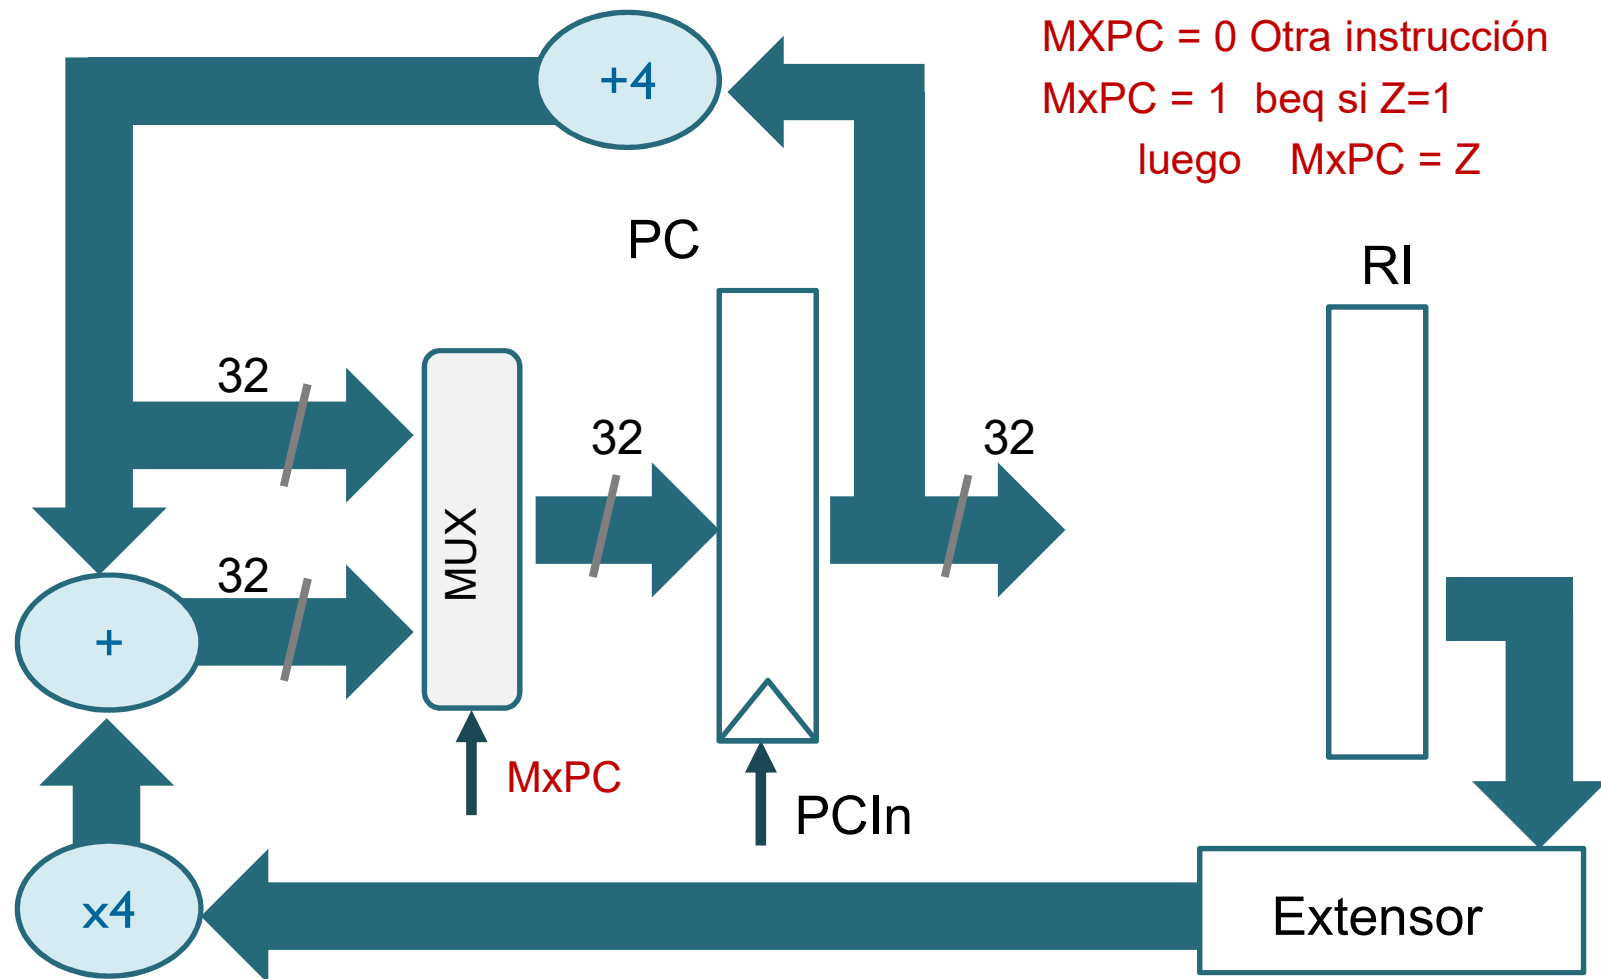 MXPC = 0 Otra instrucción
+4
MxPC = 1 beq si Z=1
luego MxPC = Z
PC
RI
32
32
32
MUX
32
+
MxPC
PCIn
x4
Extensor